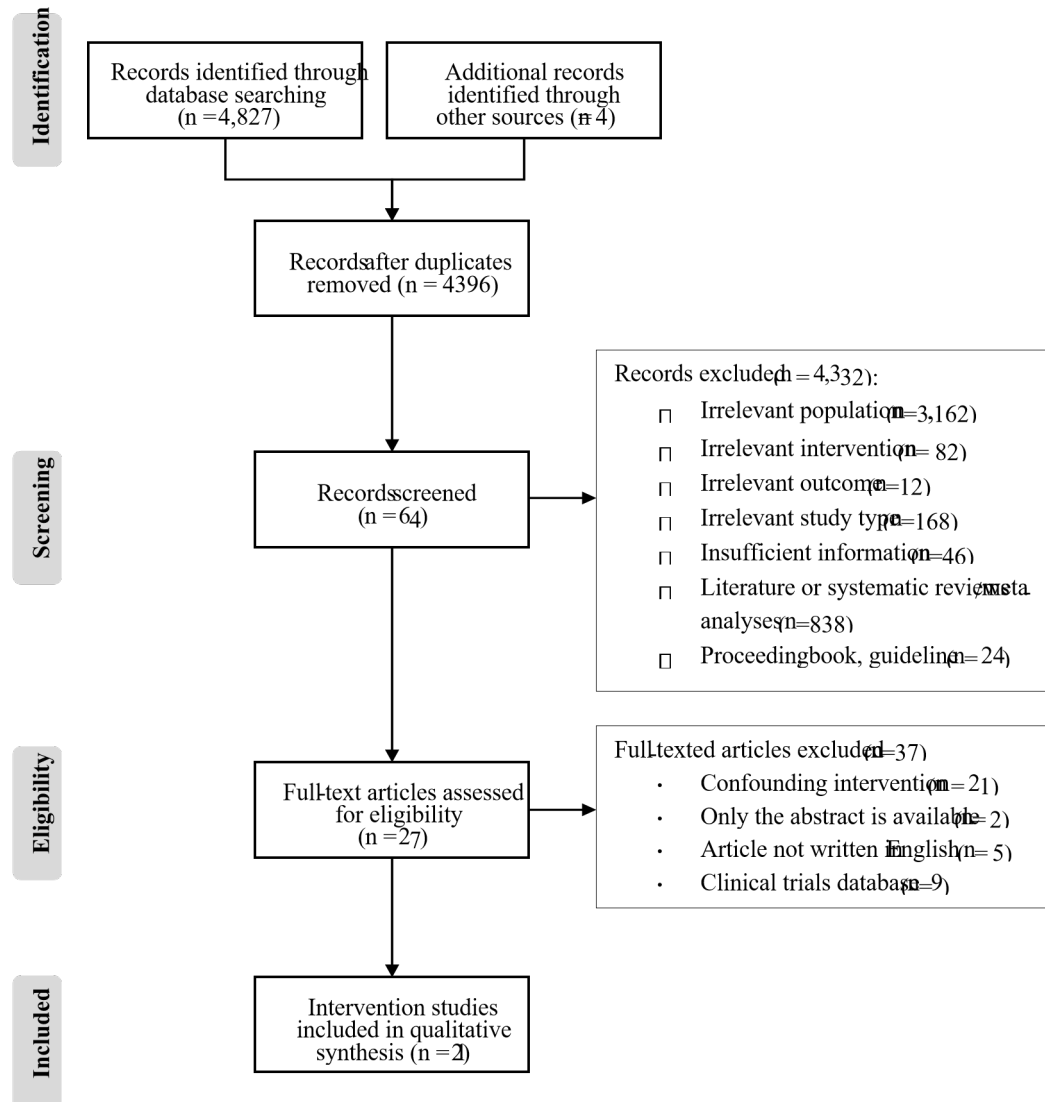 Identification
Records identified through
database searching
(n = 4,827)
Additional records
identified through
other sources (n = 4)
Records after duplicates
removed (n = 4396)
Screening
Records screened
(n = 64)
Records excluded (n = 4,332):
Irrelevant population (n=3,162)
Irrelevant intervention (n = 82)
Irrelevant outcome (n=12)
Irrelevant study type (n=168)
Insufficient information (n=46)
Literature or systematic reviews/meta-
analyses (n=838)
Proceeding book, guideline (n = 24)
Eligibility
Full-text articles assessed
for eligibility
(n = 27)
Full-texted articles excluded (n=37)
· Confounding intervention (n = 21)
· Only the abstract is available (n=2)
· Article not written in English (n = 5)
· Clinical trials database (n=9)
Included
Intervention studies
included in qualitative
synthesis (n = 21)